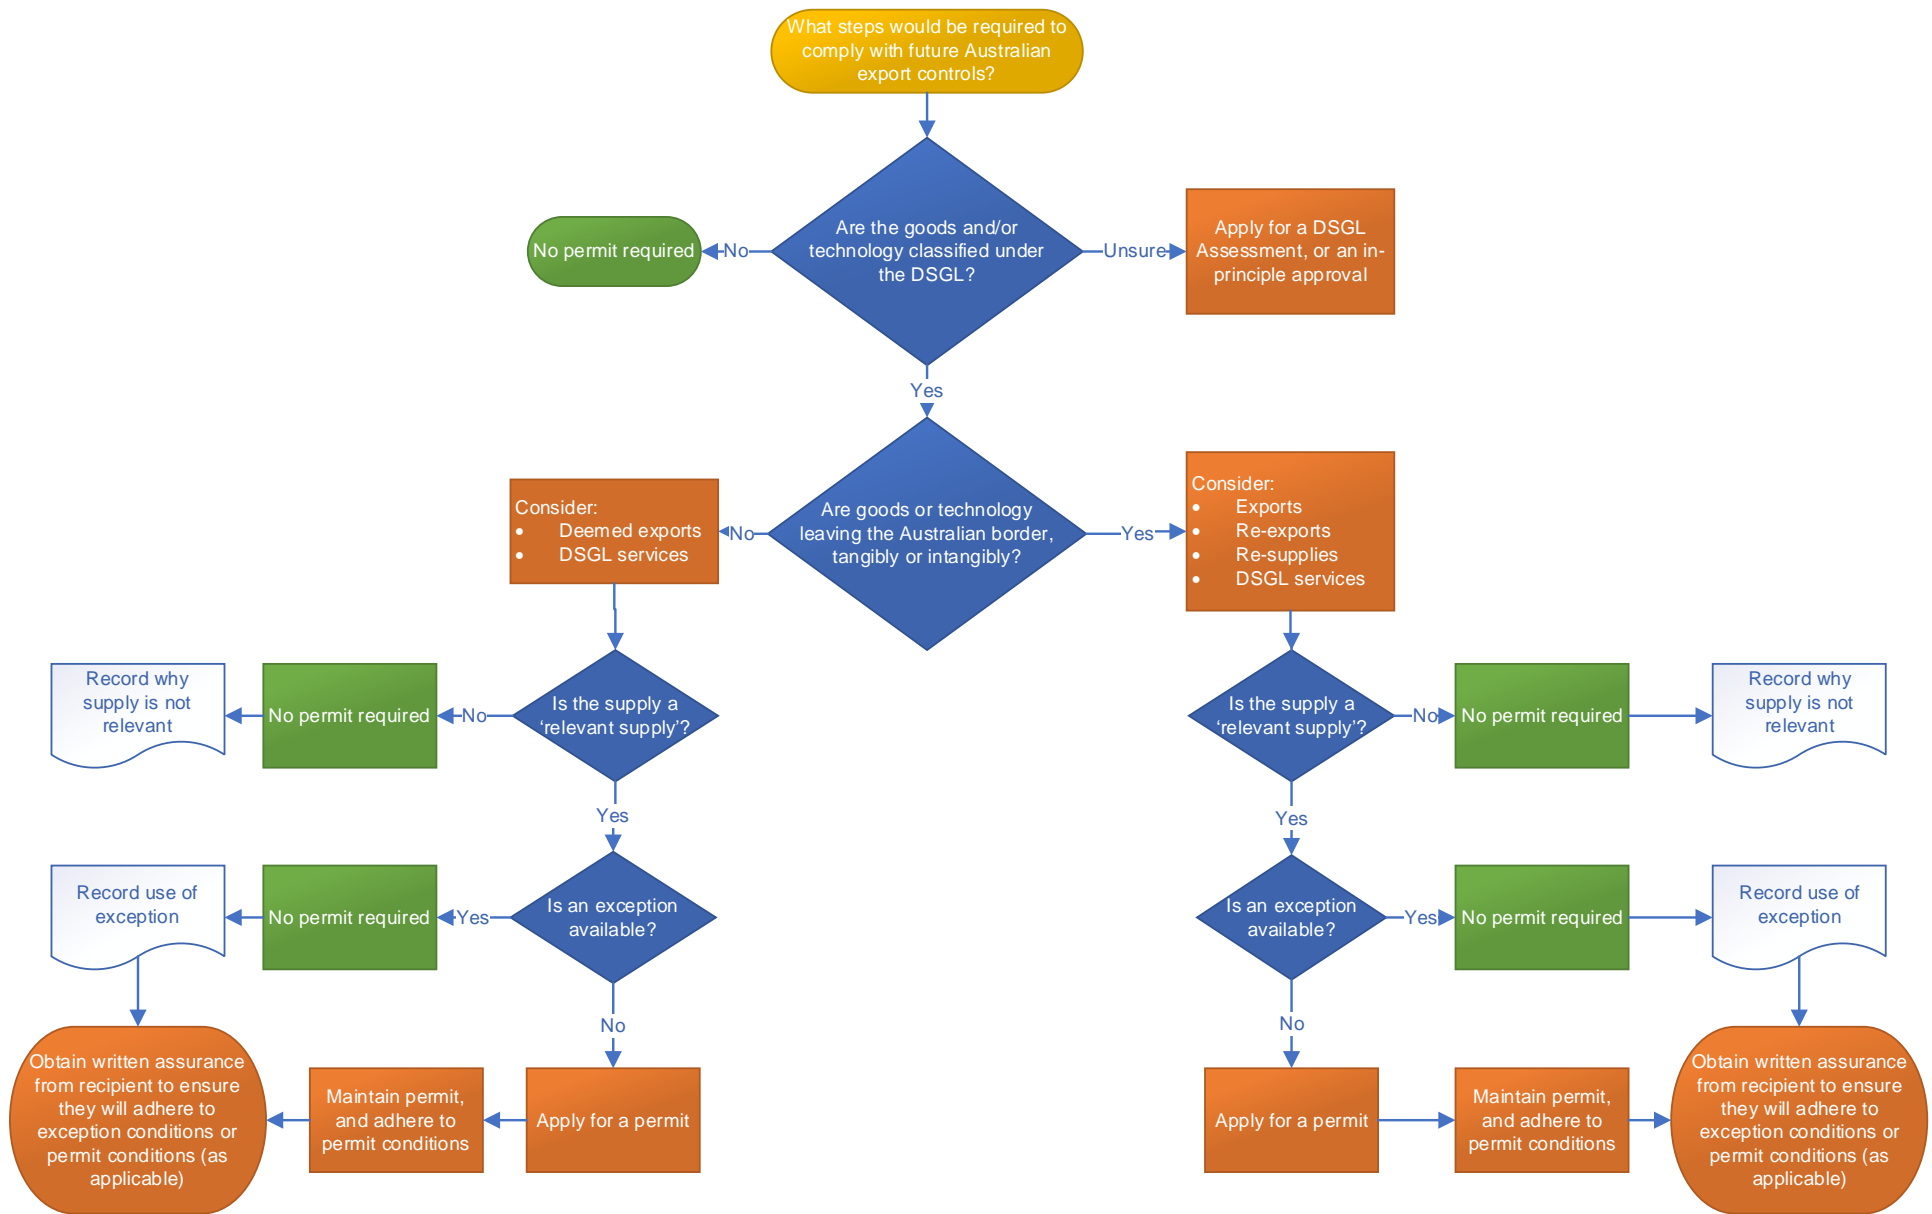 What steps would be required to
comply with future Australian
export controls?
Are the goods and/or
technology classified under
the DSGL?
No
No permit required
Unsure
Apply for a DSGL
Assessment, or an in-
principle approval
Yes
Are goods or technology
leaving the Australian border,
tangibly or intangibly?
No
Consider:
• Deemed exports
• DSGL services
Yes
Consider:
• Exports
• Re-exports
• Re-supplies
• DSGL services
Is the supply a
‘relevant supply’?
No
No permit required
Record why
supply is not
relevant
Yes
Is an exception
available?
Yes
No permit required
Record use of
exception
No
Apply for a permit
Maintain permit,
and adhere to
permit conditions
Obtain written assurance
from recipient to ensure
they will adhere to
exception conditions or
permit conditions (as
applicable)
Is the supply a
‘relevant supply’?
No
No permit required
Record why
supply is not
relevant
Yes
Is an exception
available?
Yes
No permit required
Record use of
exception
No
Apply for a permit
Maintain permit,
and adhere to
permit conditions
Obtain written assurance
from recipient to ensure
they will adhere to
exception conditions or
permit conditions (as
applicable)